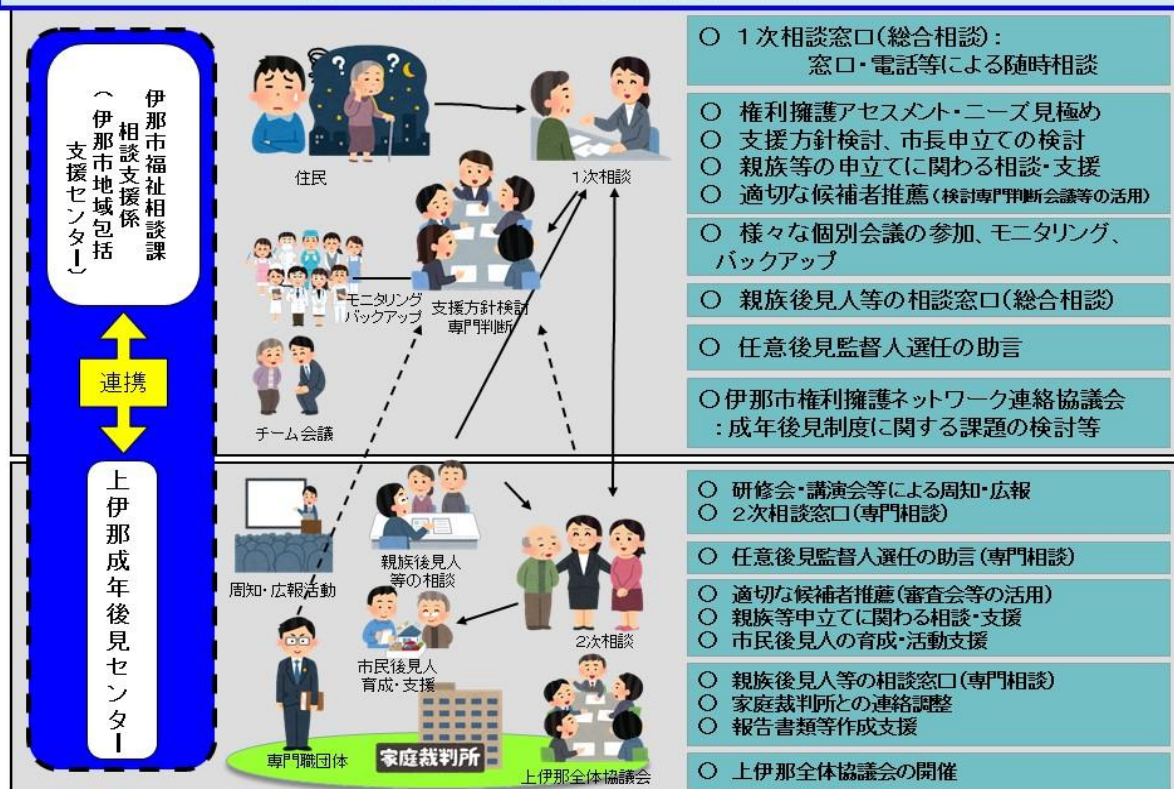 伊那市福祉相談課
相談支援係
（伊那市地域包括
支援センター）
連携
上伊那成年後見センター
？
？
住民
1次相談
モニタリング
バックアップ
支援方針検討
専門判断
チーム会議
○ 1次相談窓口(総合相談)：
窓口・電話等による随時相談
○ 権利擁護アセスメント・ニーズ見極め
○ 支援方針検討、市長申立ての検討
○ 親族等の申立てに関わる相談・支援
○ 適切な候補者推薦(検討専門判断会議等の活用)
○ 様々な個別会議の参加、モニタリング、
バックアップ
○ 親族後見人等の相談窓口(総合相談)
○ 任意後見監督人選任の助言
○伊那市権利擁護ネットワーク連絡協議会
：成年後見制度に関する課題の検討等
周知・広報活動
親族後見人
等の相談
2次相談
市民後見人
育成・支援
専門職団体
家庭裁判所
上伊那全体協議会
○ 研修会・講演会等による周知・広報
○ 2次相談窓口(専門相談)
○ 任意後見監督人選任の助言(専門相談)
○ 適切な候補者推薦(審査会等の活用)
○ 親族等申立てに関わる相談・支援
○ 市民後見人の育成・活動支援
○ 親族後見人等の相談窓口(専門相談)
○ 家庭裁判所との連絡調整
○ 報告書類等作成支援
○ 上伊那全体協議会の開催